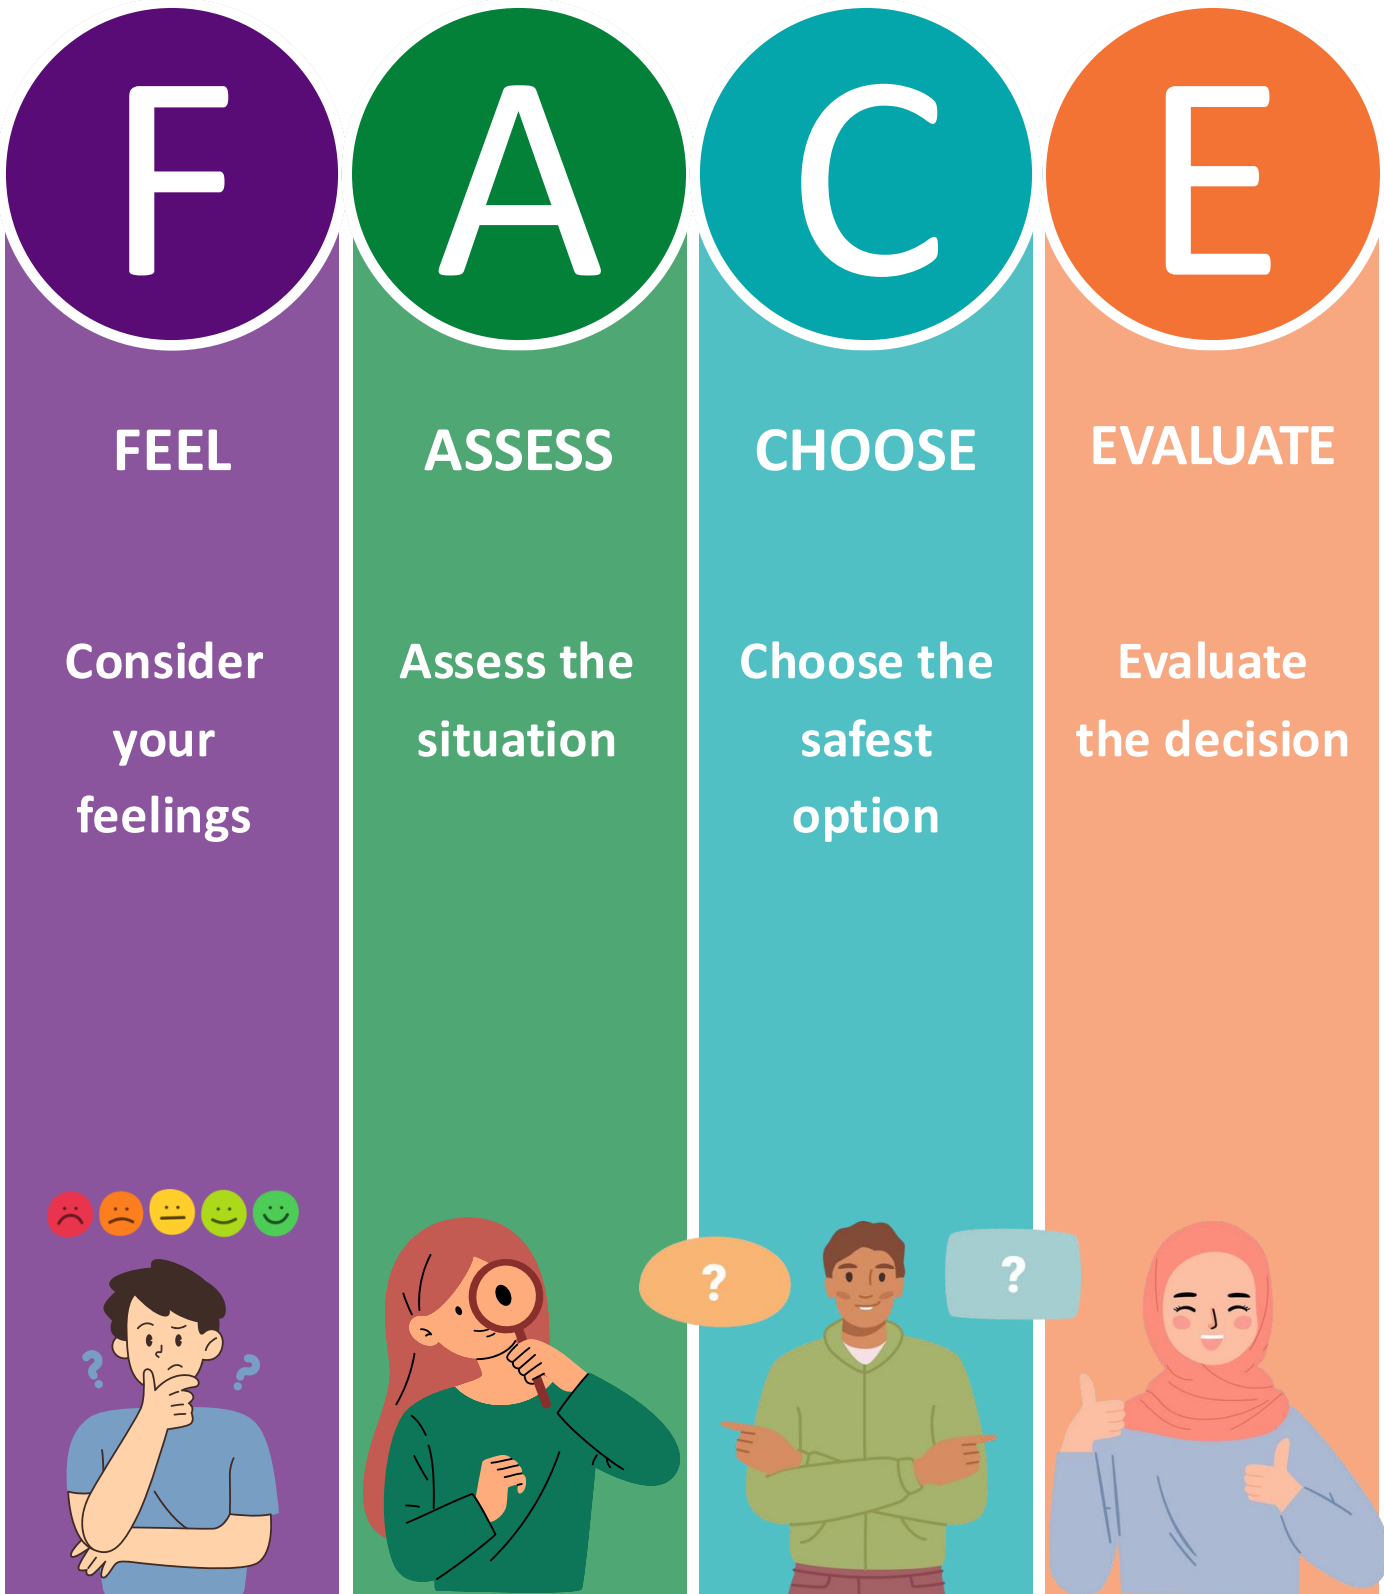 F
FEEL
Consider
your
feelings
A
ASSESS
Assess the
situation
C
CHOOSE
Choose the
safest
option
E
EVALUATE
Evaluate
the decision
?
?
?
?